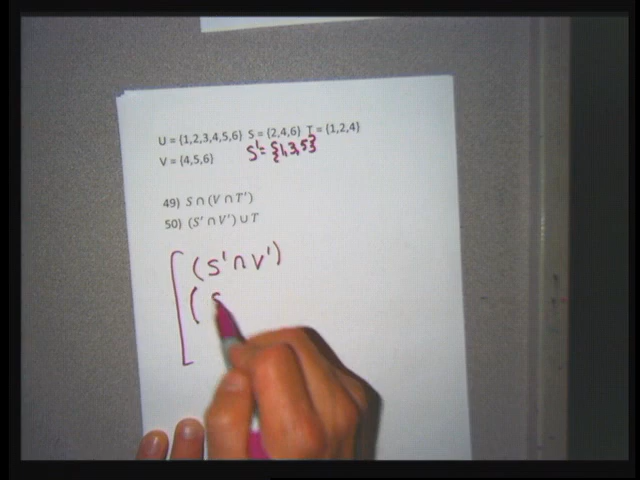 U = {1,2,3,4,5,6} S = {2,4,6} T = {1,2,4}
V = {4,5,6} S' = {1,3,5}
49) S ∩ (V ∩ T′)
50) (S′ ∩ V′) ∪ T
(S' ∩ V')
( S